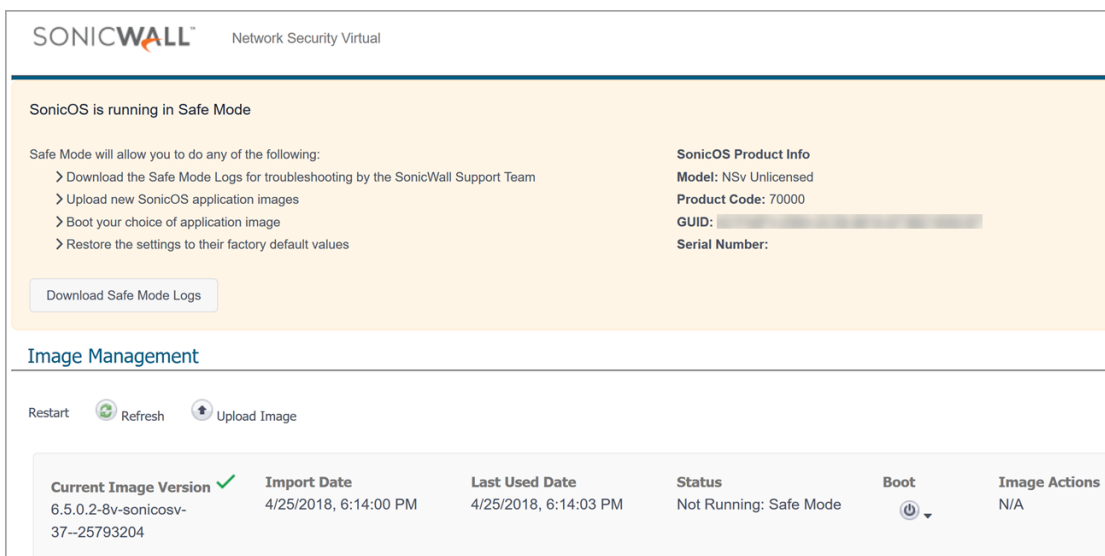 SONICWALL™ Network Security Virtual
SonicOS is running in Safe Mode
Safe Mode will allow you to do any of the following:
Download the Safe Mode Logs for troubleshooting by the SonicWall Support Team
Upload new SonicOS application images
Boot your choice of application image
Restore the settings to their factory default values
Download Safe Mode Logs
SonicOS Product Info
Model: NSv Unlicensed
Product Code: 70000
GUID:
Serial Number:
Image Management
Restart Refresh Upload Image
Current Image Version
6.5.0.2-8v-sonicosv-
37--25793204
Import Date
4/25/2018, 6:14:00 PM
Last Used Date
4/25/2018, 6:14:03 PM
Status
Not Running: Safe Mode
Boot
Image Actions
N/A